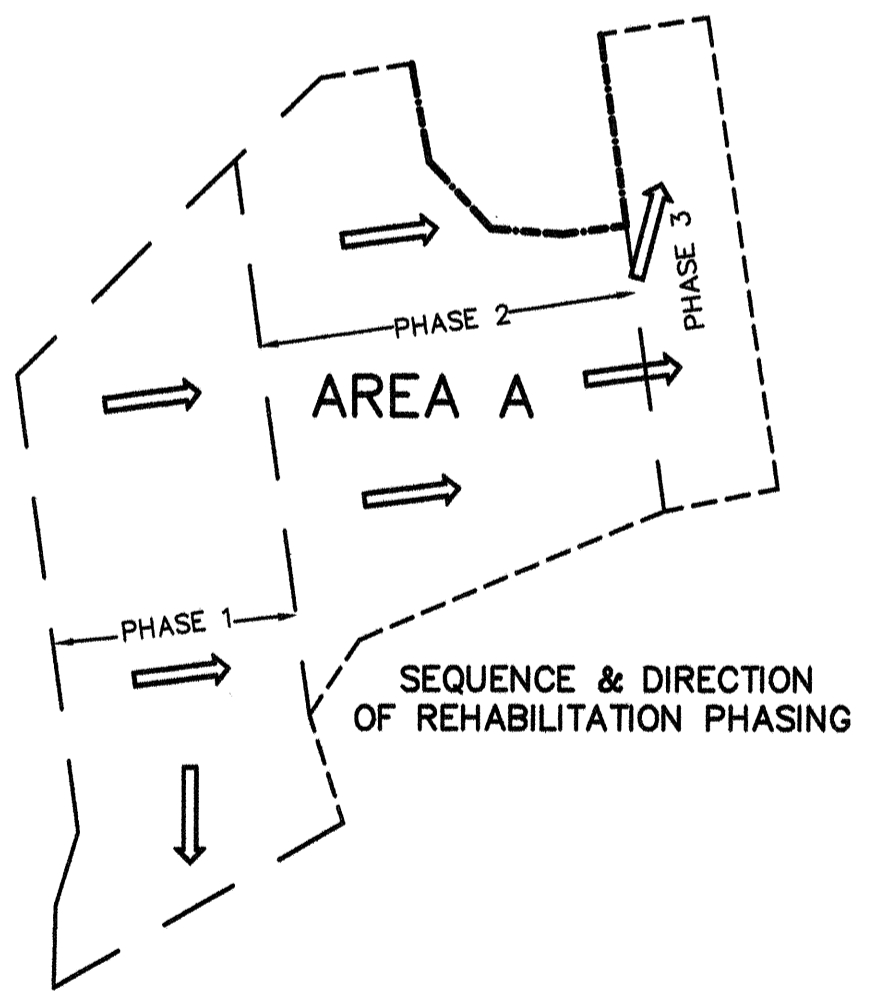 PHASE 3
PHASE 2
AREA A
PHASE 1
SEQUENCE & DIRECTION
OF REHABILITATION PHASING